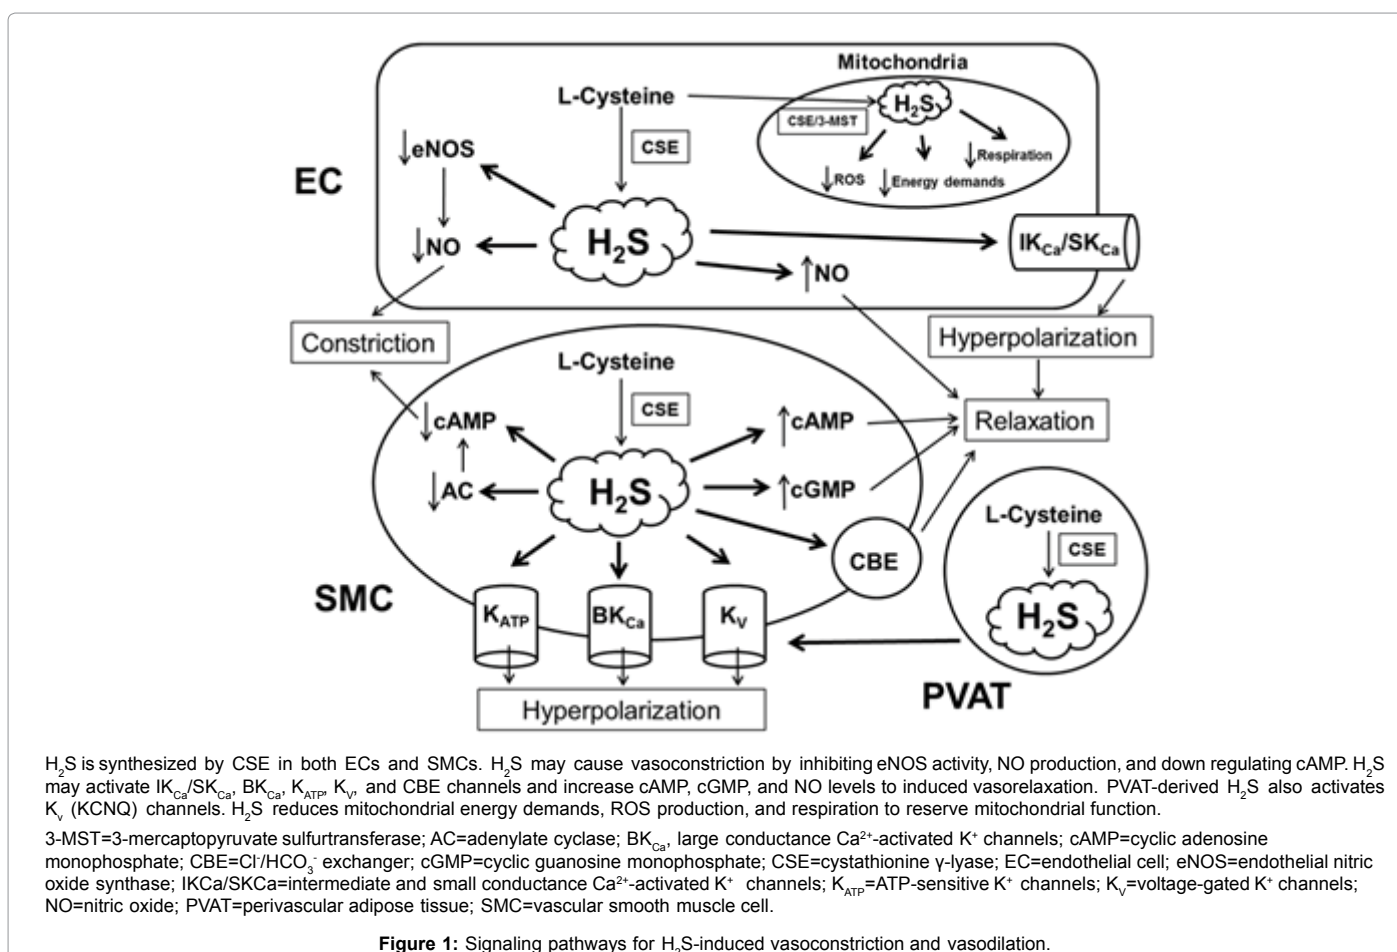 Mitochondria
L-Cysteine
H2S
CSE/3-MST
CSE
↓eNOS
↓Respiration
↓ROS
↓Energy demands
EC
H2S
↓NO
IKCa/SKCa
↑NO
Constriction
Hyperpolarization
L-Cysteine
CSE
↓cAMP
↑cAMP
Relaxation
↓AC
H2S
↑cGMP
L-Cysteine
CSE
CBE
SMC
KATP
BKCa
KV
H2S
PVAT
Hyperpolarization
H2S is synthesized by CSE in both ECs and SMCs. H2S may cause vasoconstriction by inhibiting eNOS activity, NO production, and down regulating cAMP. H2S
may activate IKCa/SKCa, BKCa, KATP, KV, and CBE channels and increase cAMP, cGMP, and NO levels to induced vasorelaxation. PVAT-derived H2S also activates
Kv (KCNQ) channels. H2S reduces mitochondrial energy demands, ROS production, and respiration to reserve mitochondrial function.
3-MST=3-mercaptopyruvate sulfurtransferase; AC=adenylate cyclase; BKCa, large conductance Ca2+-activated K+ channels; cAMP=cyclic adenosine
monophosphate; CBE=Cl-/HCO3- exchanger; cGMP=cyclic guanosine monophosphate; CSE=cystathionine γ-lyase; EC=endothelial cell; eNOS=endothelial nitric
oxide synthase; IKCa/SKCa=intermediate and small conductance Ca2+-activated K+ channels; KATP=ATP-sensitive K+ channels; KV=voltage-gated K+ channels;
NO=nitric oxide; PVAT=perivascular adipose tissue; SMC=vascular smooth muscle cell.
Figure 1: Signaling pathways for H2S-induced vasoconstriction and vasodilation.